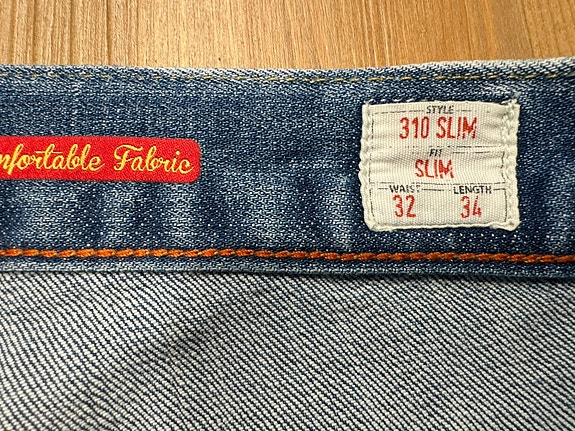 nfortable Fabric
STYLE
310 SLIM
FIT
SLIM
WAIST LENGTH
32 34